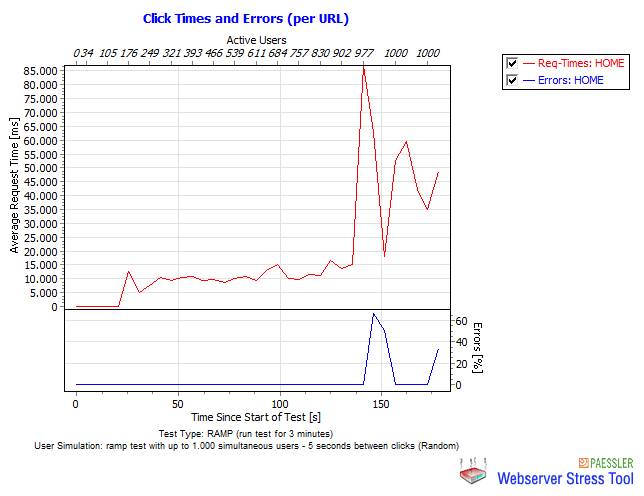 Click Times and Errors (per URL)
Active Users
0 34 105 176 249 321 393 466 539 611 684 757 830 902 977 1000 1000
Req-Times: HOME
Errors: HOME
Average Request Time [ms]
85.000
80.000
75.000
70.000
65.000
60.000
55.000
50.000
45.000
40.000
35.000
30.000
25.000
20.000
15.000
10.000
5.000
0
Errors [%]
60
40
20
0
0 50 100 150
Time Since Start of Test [s]
Test Type: RAMP (run test for 3 minutes)
User Simulation: ramp test with up to 1.000 simultaneous users - 5 seconds between clicks (Random)
PAESSLER
Webserver Stress Tool